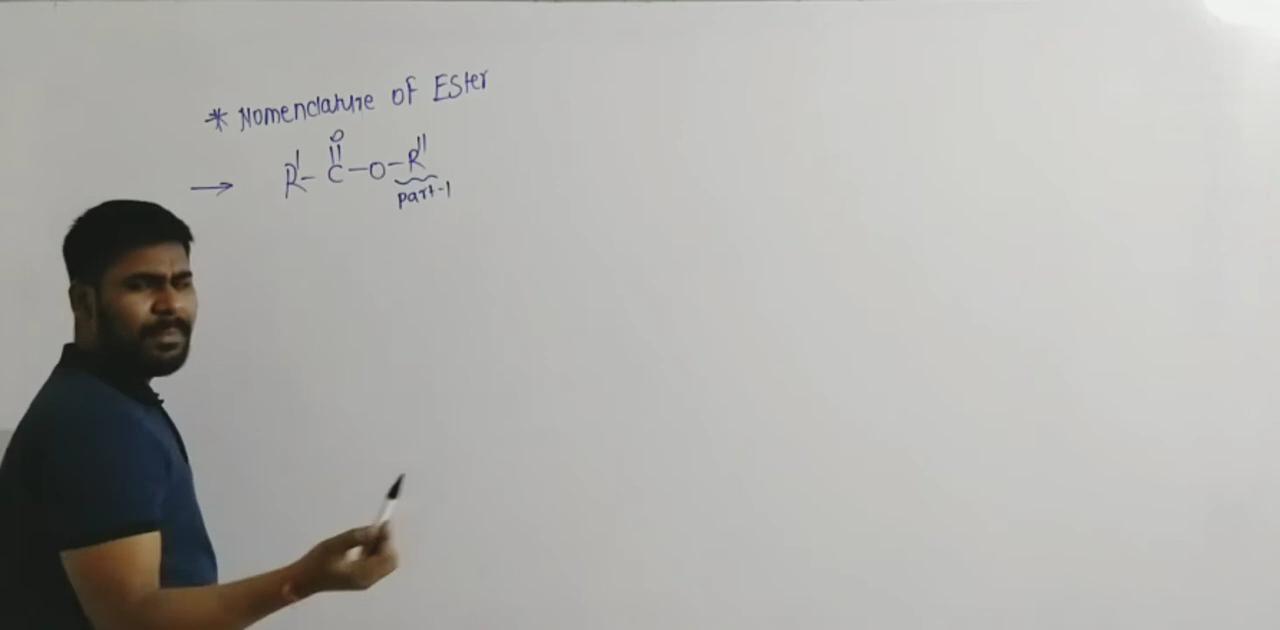 * Nomenclature of Ester
O
→ R' - C - O - R''
part-1